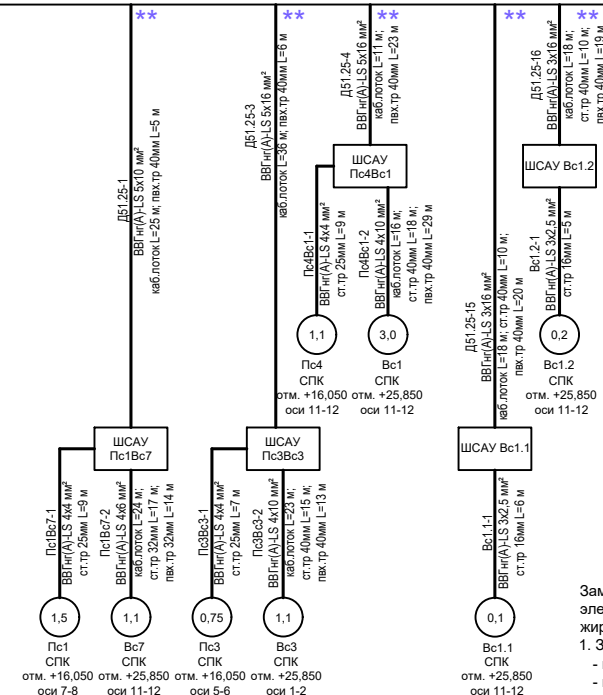 **
**
**
**
**
Д51.25-1
ВВГнг(А)-LS 5х10 мм²
каб.лоток L=25 м; пвх.тр 40мм L=5 м
Д51.25-3
ВВГнг(А)-LS 5х16 мм²
каб.лоток L=36 м; пвх.тр 40мм L=6 м
Д51.25-4
ВВГнг(А)-LS 5х16 мм²
каб.лоток L=11 м;
пвх.тр 40мм L=23 м
Д51.25-15
ВВГнг(А)-LS 3х16 мм²
каб.лоток L=18 м; ст.тр 40мм L=10 м;
пвх.тр 40мм L=20 м
Д51.25-16
ВВГнг(А)-LS 3х16 мм²
каб.лоток L=18 м;
ст.тр 40мм L=10 м;
пвх.тр 40мм L=19 м
ШСАУ
Пс4Вс1
ШСАУ Вс1.2
Пс4Вс1-1
ВВГнг(А)-LS 4х4 мм²
ст.тр 25мм L=9 м
Пс4Вс1-2
ВВГнг(А)-LS 4х10 мм²
каб.лоток L=16 м;
ст.тр 40мм L=18 м;
пвх.тр 40мм L=29 м
Вс1.2-1
ВВГнг(А)-LS 3х2,5 мм²
ст.тр 16мм L=5 м
1,1
Пс4
СПК
отм. +16,050
оси 11-12
3,0
Вс1
СПК
отм. +25,850
оси 11-12
0,2
Вс1.2
СПК
отм. +25,850
оси 11-12
ШСАУ
Пс1Вс7
ШСАУ
Пс3Вс3
ШСАУ Вс1.1
Пс1Вс7-1
ВВГнг(А)-LS 4х4 мм²
ст.тр 25мм L=9 м
Пс1Вс7-2
ВВГнг(А)-LS 4х6 мм²
каб.лоток L=24 м;
ст.тр 32мм L=17 м;
пвх.тр 32мм L=14 м
Пс3Вс3-1
ВВГнг(А)-LS 4х4 мм²
ст.тр 25мм L=7 м
Пс3Вс3-2
ВВГнг(А)-LS 4х10 мм²
каб.лоток L=23 м;
ст.тр 40мм L=15 м;
пвх.тр 40мм L=13 м
Вс1.1-1
ВВГнг(А)-LS 3х2,5 мм²
ст.тр 16мм L=6 м
1,5
Пс1
СПК
отм. +16,050
оси 7-8
1,1
Вс7
СПК
отм. +25,850
оси 11-12
0,75
Пс3
СПК
отм. +16,050
оси 5-6
1,1
Вс3
СПК
отм. +25,850
оси 1-2
0,1
Вс1.1
СПК
отм. +25,850
оси 11-12
Зам
эле
жир
1. З
-
-